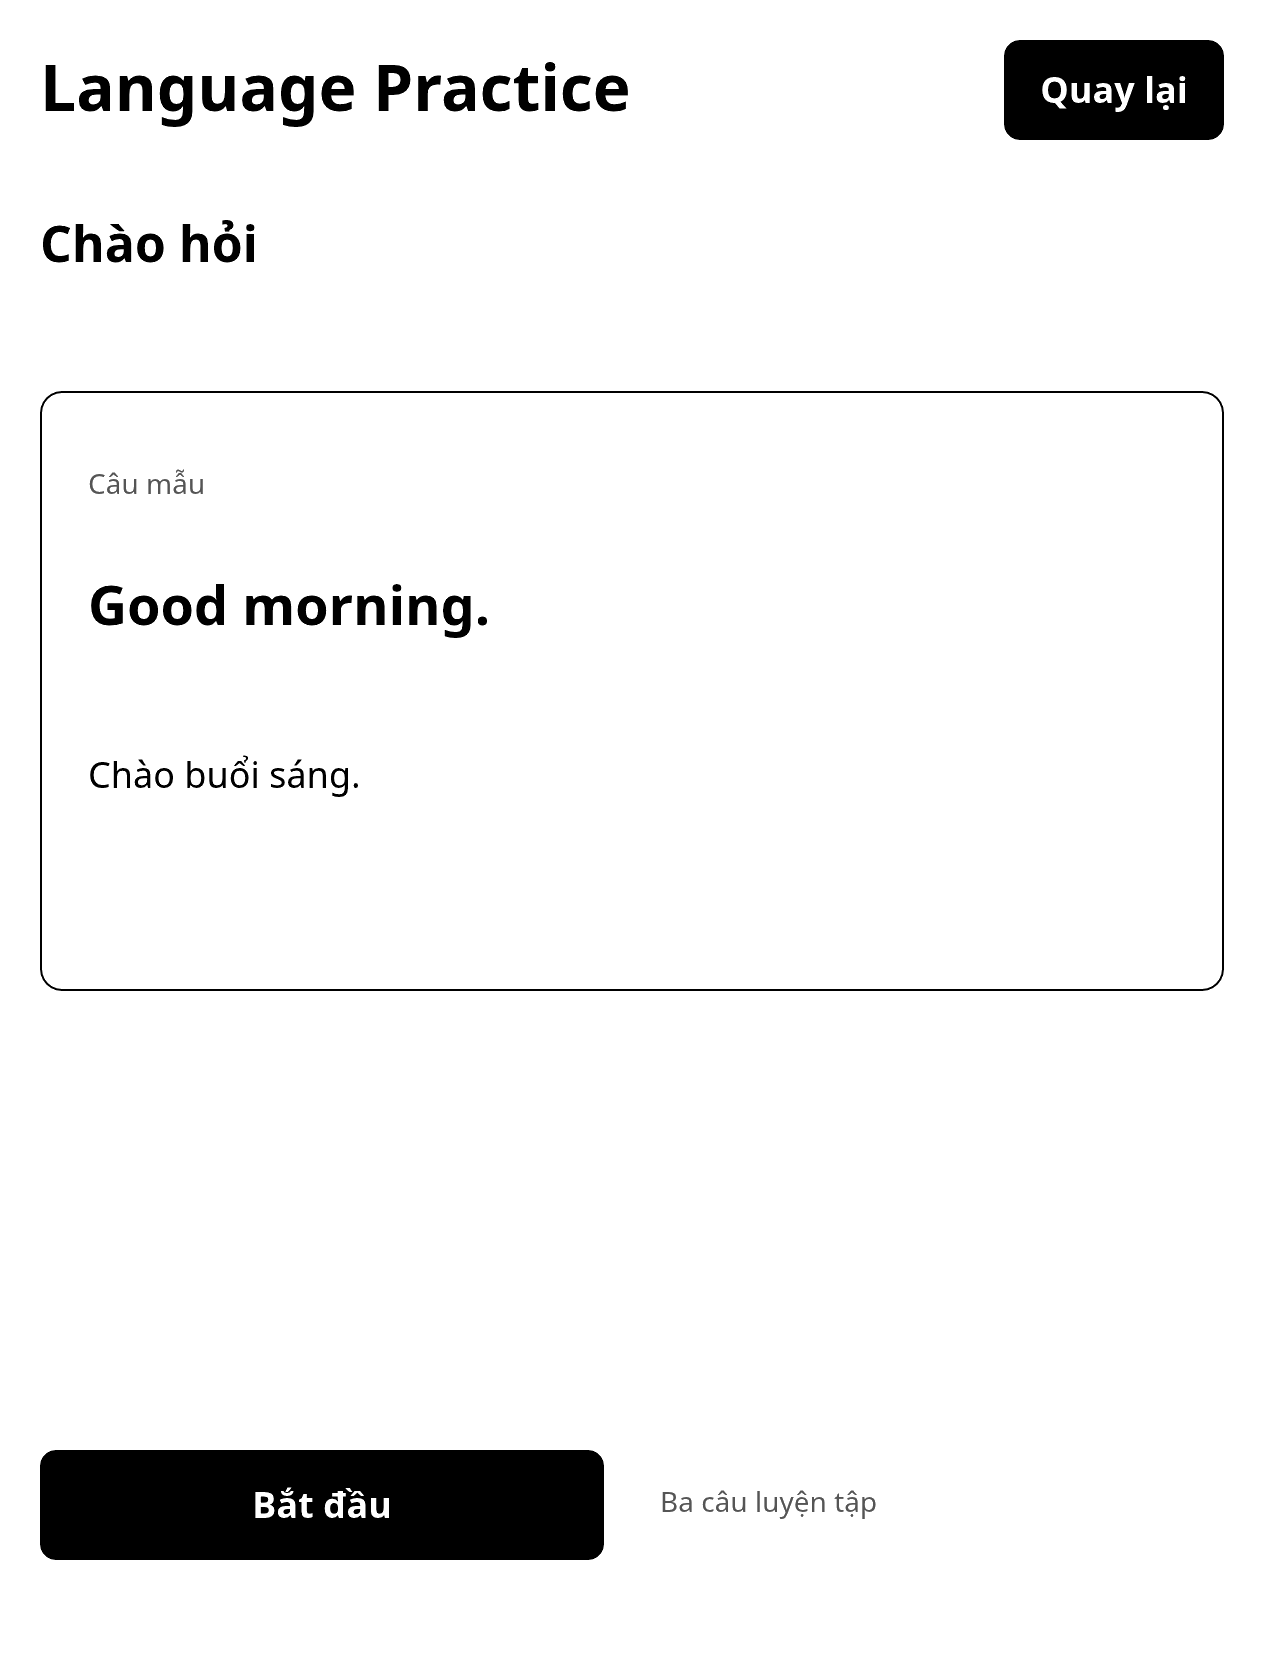 Language Practice
Quay lại
Chào hỏi
Câu mẫu
Good morning.
Chào buổi sáng.
Bắt đầu
Ba câu luyện tập